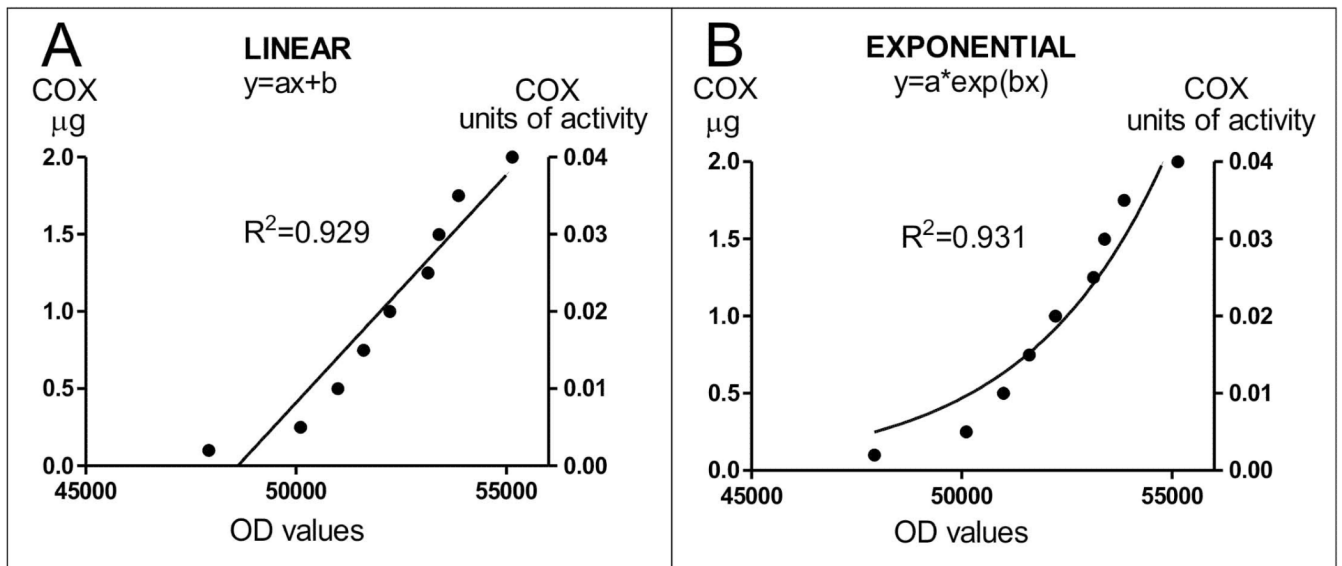 A
LINEAR
y=ax+b
COX
μg
COX
units of activity
2.0
1.5
1.0
0.5
0.0
R²=0.929
0.04
0.03
0.02
0.01
0.00
45000
50000
55000
OD values
B
EXPONENTIAL
y=a*exp(bx)
COX
μg
COX
units of activity
2.0
1.5
1.0
0.5
0.0
R²=0.931
0.04
0.03
0.02
0.01
0.00
45000
50000
55000
OD values